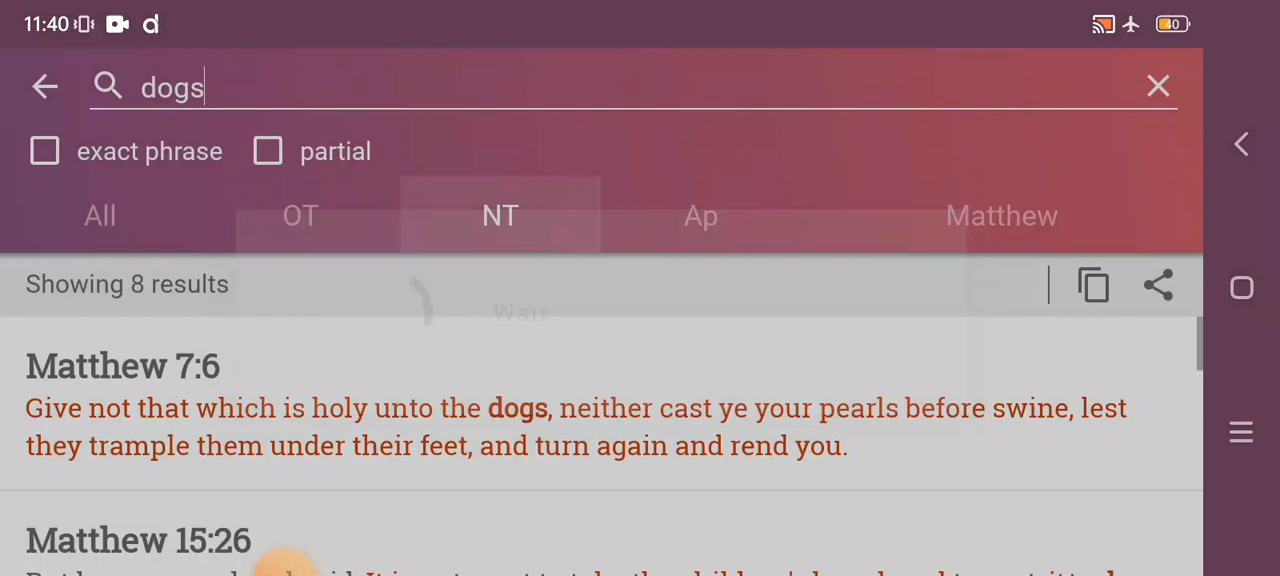 11:40 d 40
dogs
exact phrase partial
All OT NT Ap Matthew
Showing 8 results
Wait
Matthew 7:6
Give not that which is holy unto the dogs, neither cast ye your pearls before swine, lest
they trample them under their feet, and turn again and rend you.
Matthew 15:26